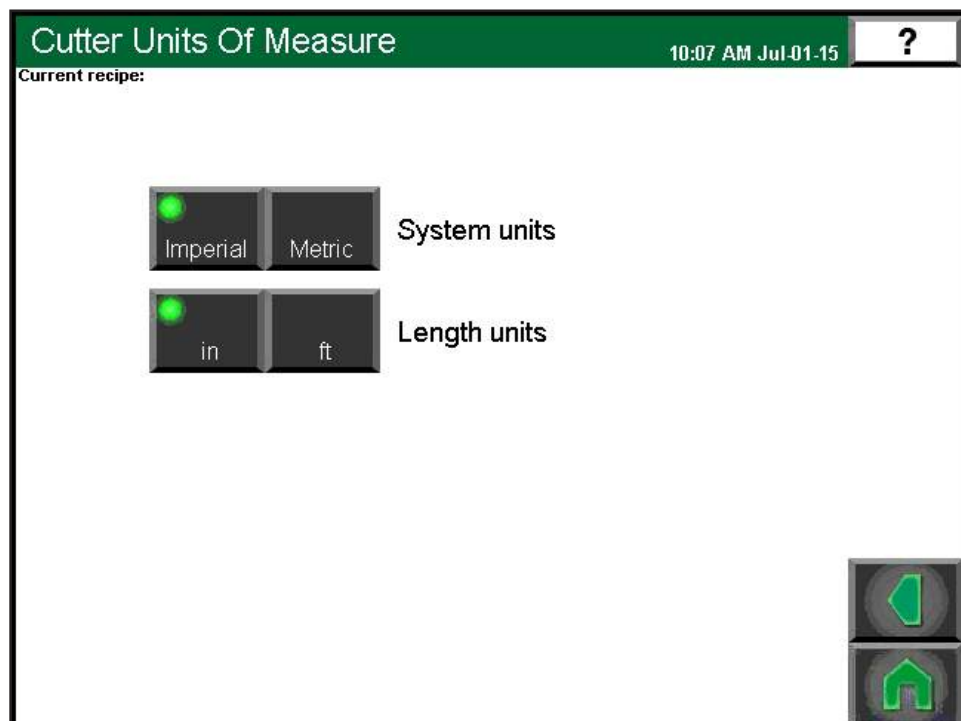 Cutter Units Of Measure
10:07 AM Jul-01-15
?
Current recipe:
Imperial Metric System units
in ft Length units